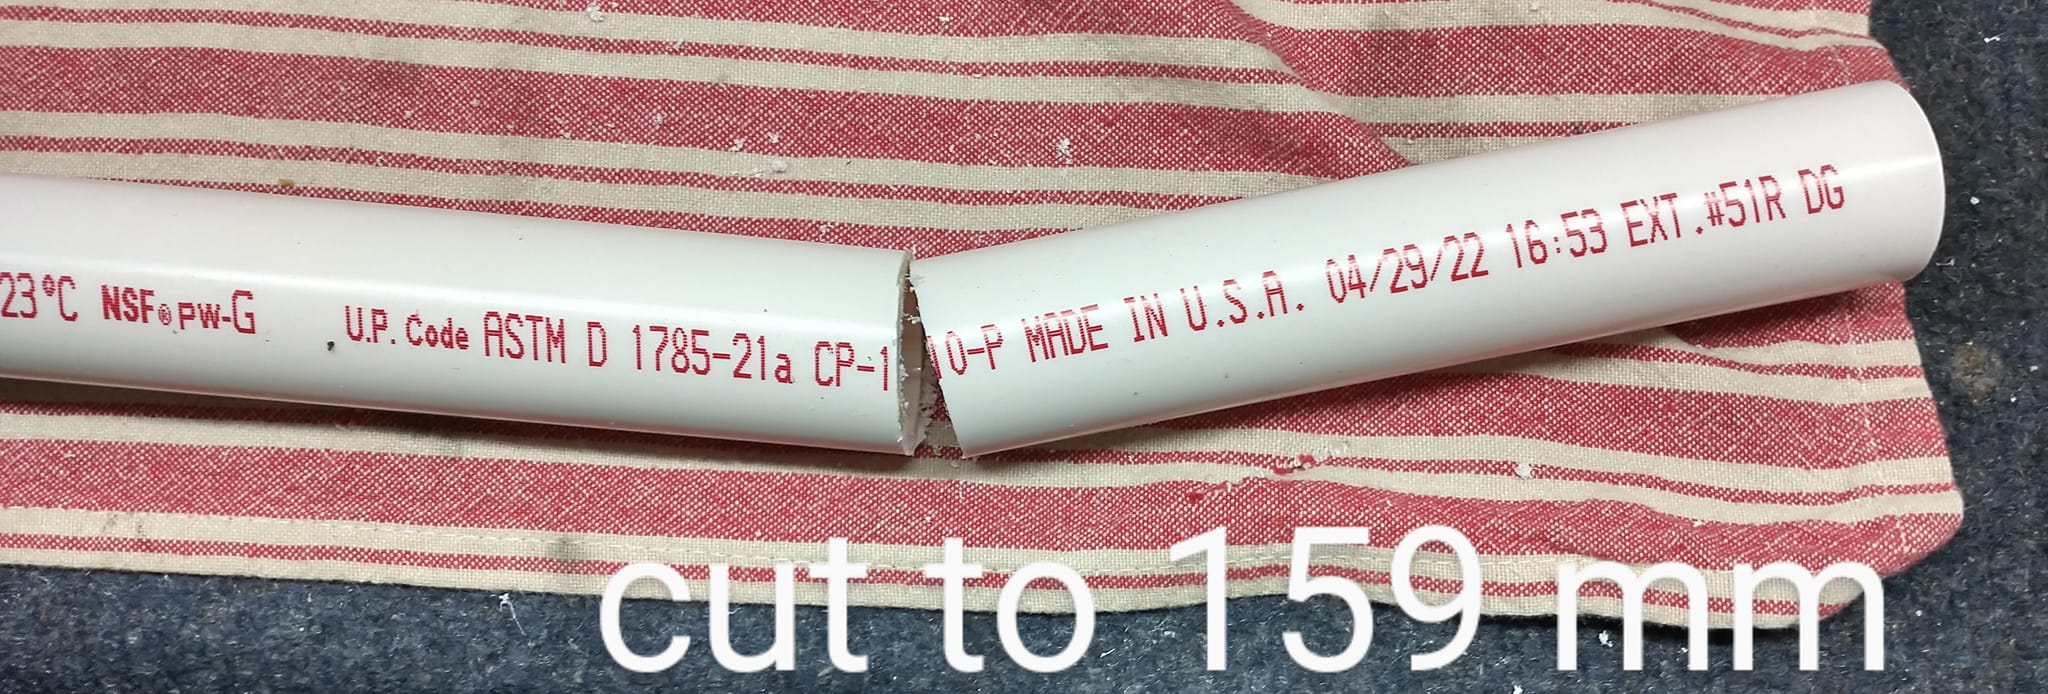 23°C NSF® PW-G U.P. Code ASTM D 1785-21a CP-1 10-P MADE IN U.S.A. 04/29/22 16:53 EXT.#51R DG
cut to 159 mm